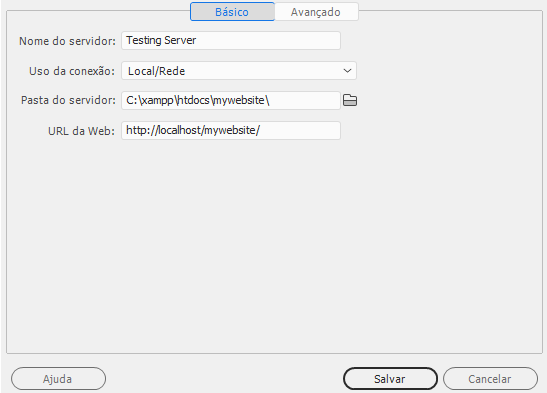 Básico Avançado
Nome do servidor: Testing Server
Uso da conexão: Local/Rede
Pasta do servidor: C:\xampp\htdocs\mywebsite\
URL da Web: http://localhost/mywebsite/
Ajuda Salvar Cancelar